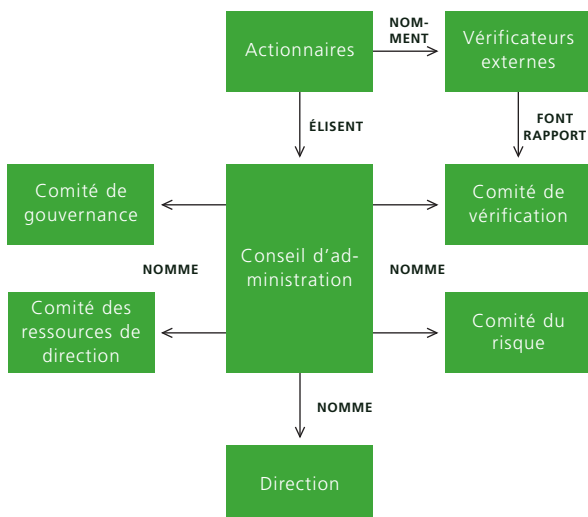 Actionnaires
NOM-
MENT
Vérificateurs
externes
ÉLISENT
FONT
RAPPORT
Comité de
gouvernance
Conseil d'ad-
ministration
Comité de
vérification
NOMME
NOMME
Comité des
ressources de
direction
Comité du
risque
NOMME
Direction